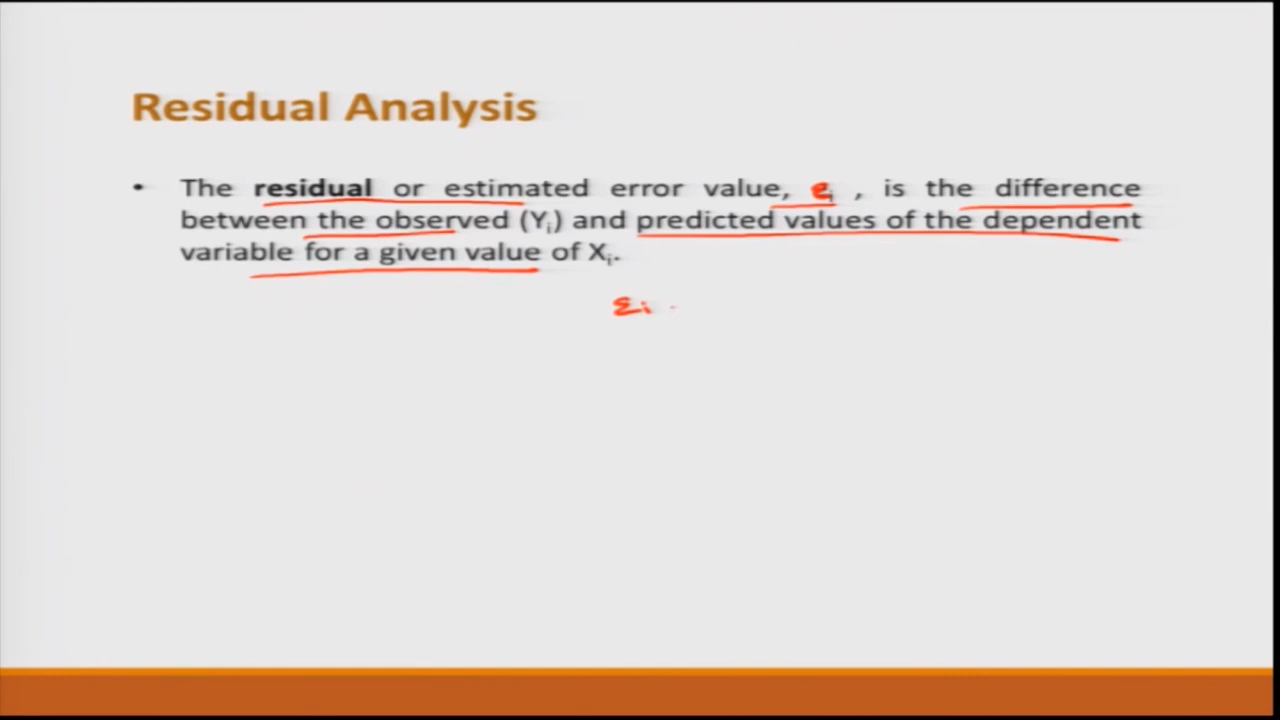 Residual Analysis
• The residual or estimated error value, eᵢ , is the difference
between the observed (Yᵢ) and predicted values of the dependent
variable for a given value of Xᵢ.
εᵢ